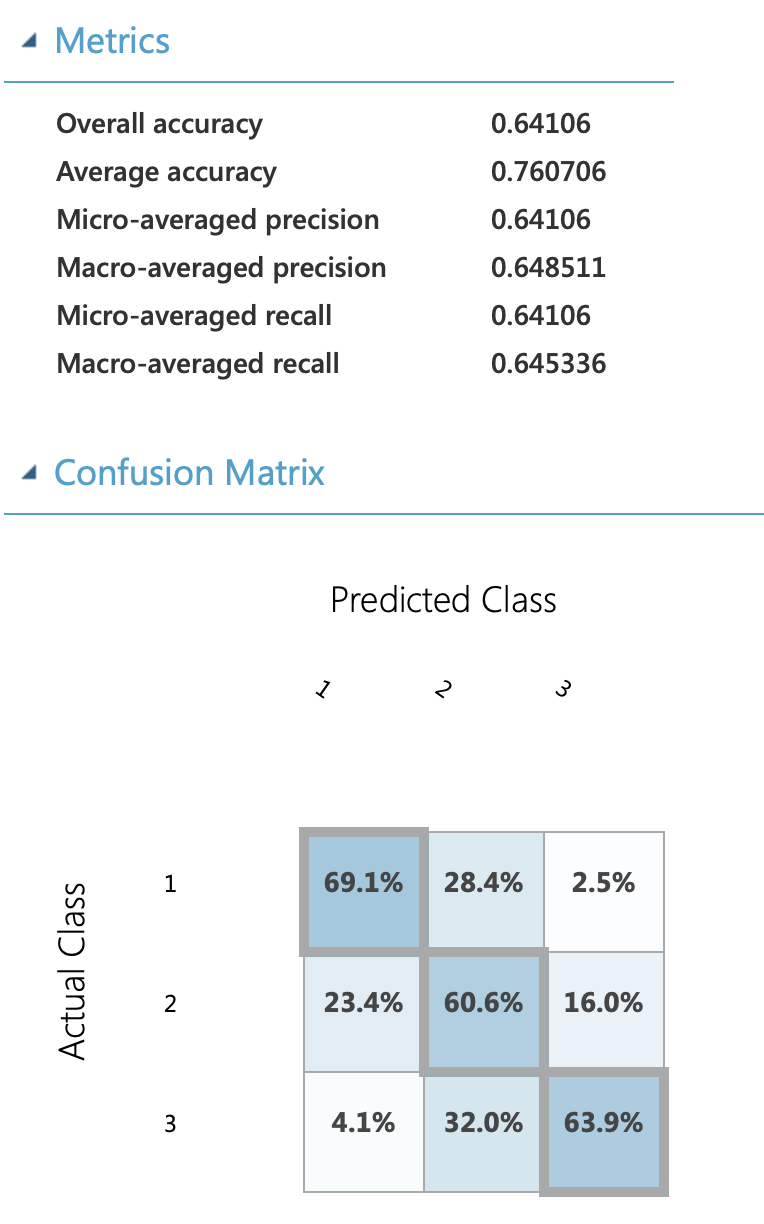 Metrics
Overall accuracy 0.64106
Average accuracy 0.760706
Micro-averaged precision 0.64106
Macro-averaged precision 0.648511
Micro-averaged recall 0.64106
Macro-averaged recall 0.645336
Confusion Matrix
Predicted Class
1 2 3
Actual Class
1 69.1% 28.4% 2.5%
2 23.4% 60.6% 16.0%
3 4.1% 32.0% 63.9%